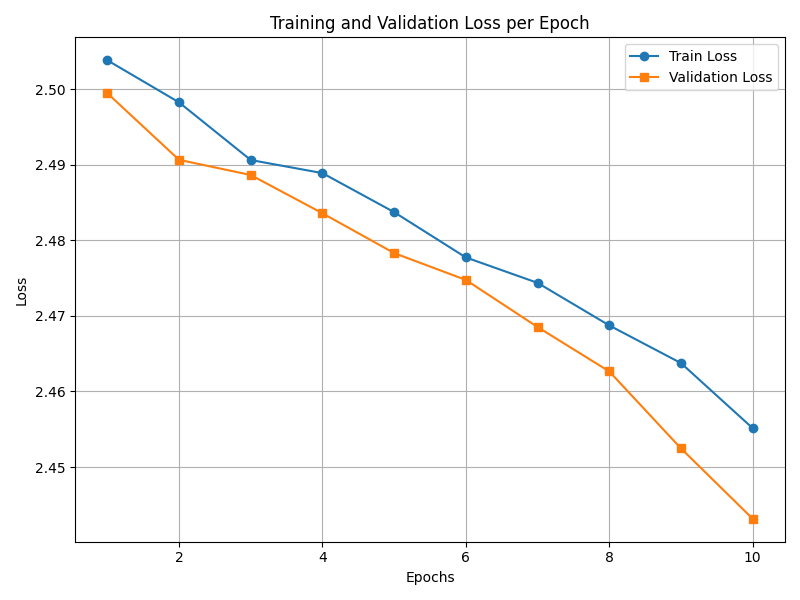 Training and Validation Loss per Epoch
Train Loss
Validation Loss
2.50
2.49
2.48
2.47
2.46
2.45
Loss
2 4 6 8 10
Epochs